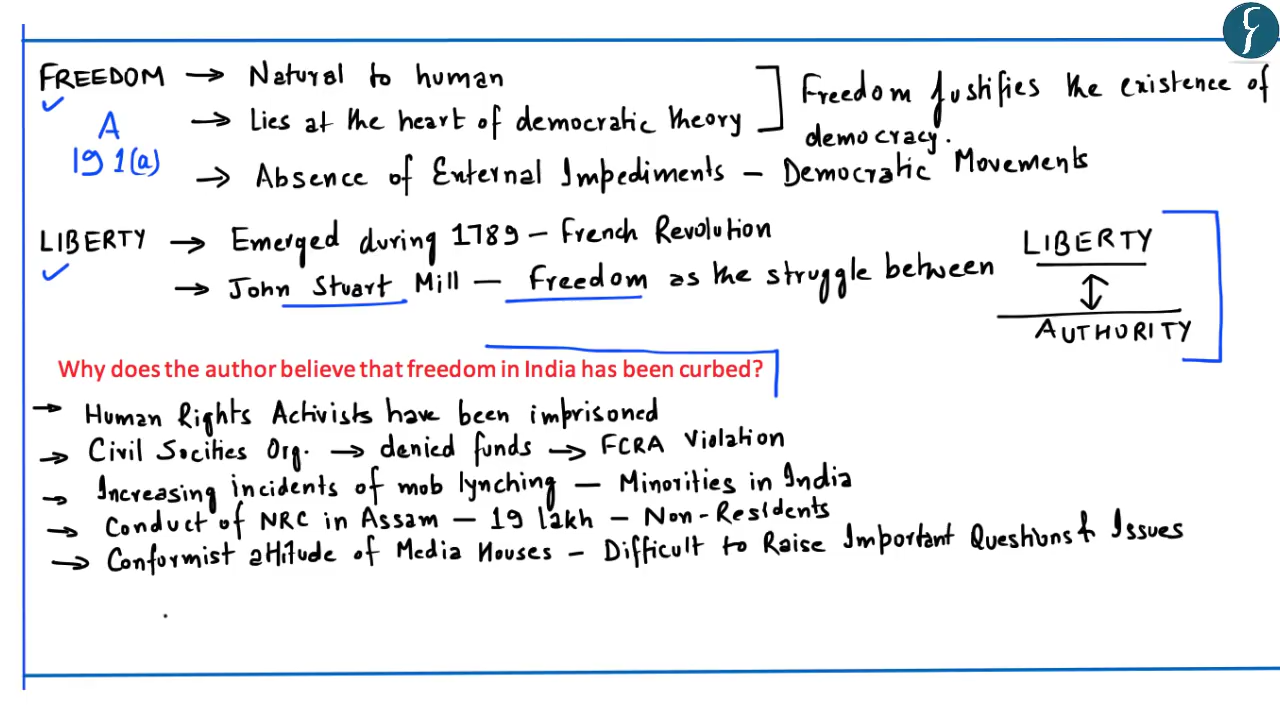 FREEDOM → Natural to human
→ Lies at the heart of democratic theory
Freedom justifies the existence of
democracy.
A
19 1(a)
→ Absence of External Impediments – Democratic Movements
LIBERTY → Emerged during 1789 – French Revolution
→ John Stuart Mill – Freedom as the struggle between
LIBERTY
↕
AUTHORITY
Why does the author believe that freedom in India has been curbed?
→ Human Rights Activists have been imprisoned
→ Civil Socities Org. → denied funds → FCRA Violation
→ Increasing incidents of mob lynching – Minorities in India
→ Conduct of NRC in Assam – 19 lakh – Non-Residents
→ Conformist attitude of Media Houses – Difficult to Raise Important Questions & Issues